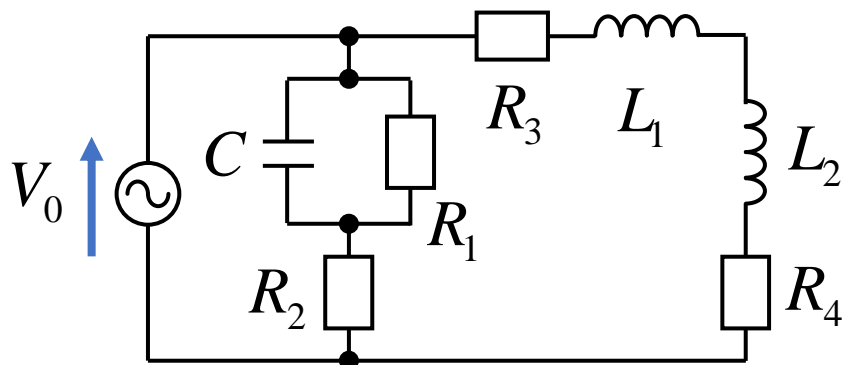 R₃
L₁
C
V₀
L₂
R₁
R₂
R₄